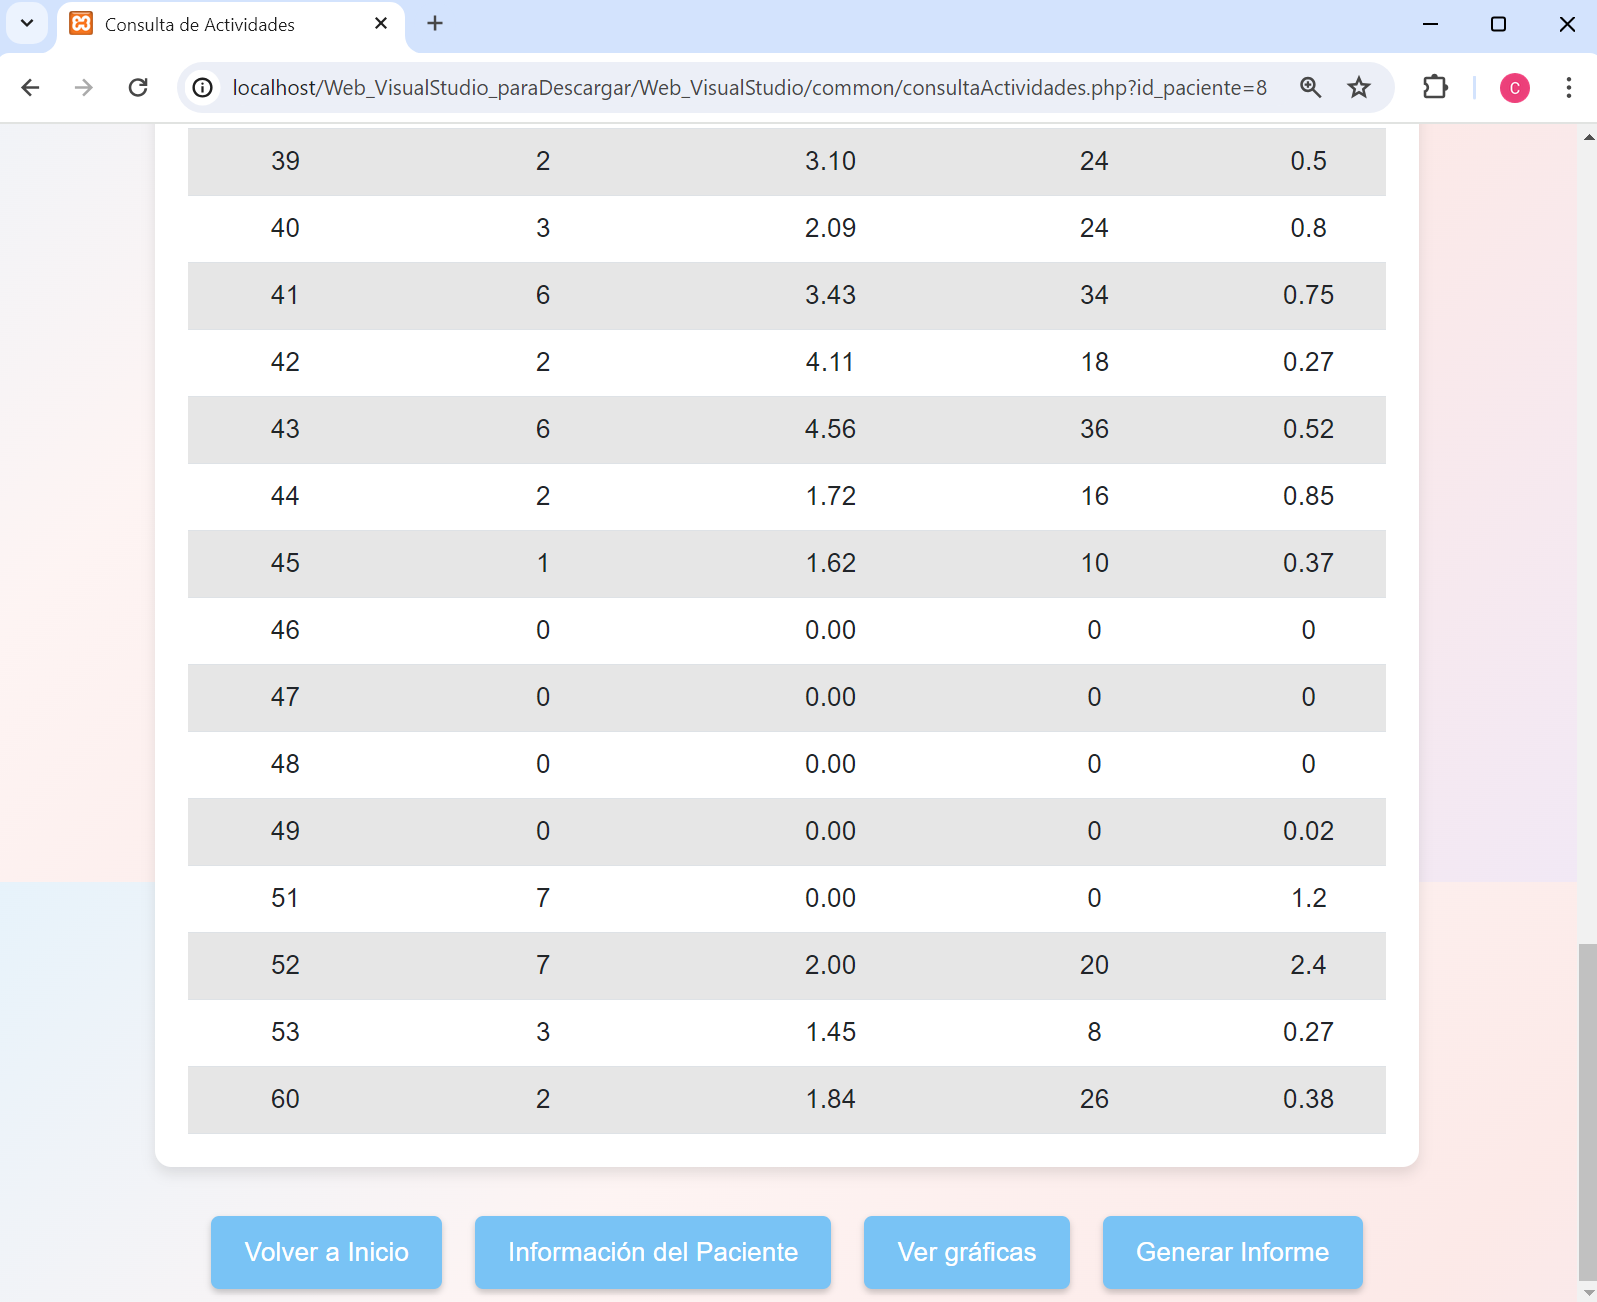 Consulta de Actividades
localhost/Web_VisualStudio_paraDescargar/Web_VisualStudio/common/consultaActividades.php?id_paciente=8
C
39 2 3.10 24 0.5
40 3 2.09 24 0.8
41 6 3.43 34 0.75
42 2 4.11 18 0.27
43 6 4.56 36 0.52
44 2 1.72 16 0.85
45 1 1.62 10 0.37
46 0 0.00 0 0
47 0 0.00 0 0
48 0 0.00 0 0
49 0 0.00 0 0.02
51 7 0.00 0 1.2
52 7 2.00 20 2.4
53 3 1.45 8 0.27
60 2 1.84 26 0.38
Volver a Inicio Información del Paciente Ver gráficas Generar Informe